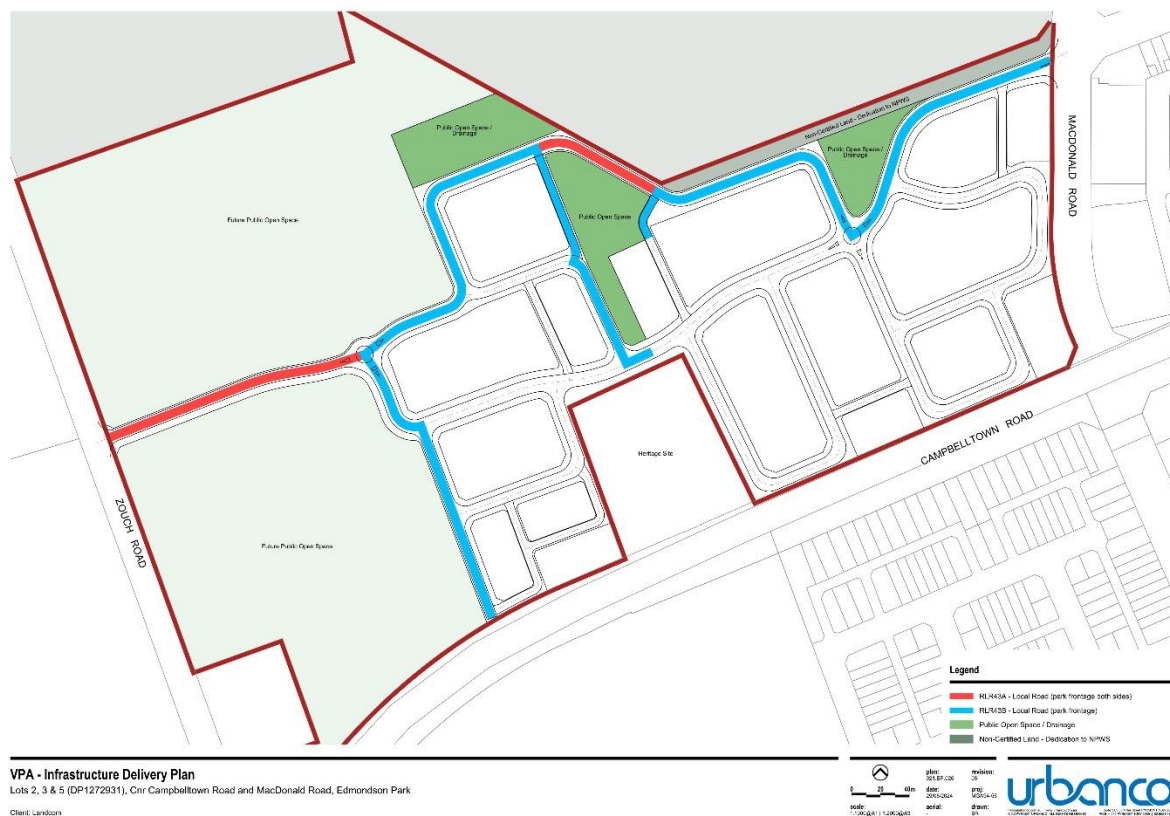 Non-Certified Land - Dedication to NPWS
Public Open Space /
Drainage
Public Open Space /
Drainage
MACDONALD ROAD
Future Public Open Space
Public Open Space
CAMPBELLTOWN ROAD
Heritage Site
ZOUCH ROAD
Future Public Open Space
Legend
RLR43A - Local Road (park frontage both sides)
RLR43B - Local Road (park frontage)
Public Open Space / Drainage
Non-Certified Land - Dedication to NPWS
VPA - Infrastructure Delivery Plan
Lots 2, 3 & 5 (DP1272931), Cnr Campbelltown Road and MacDonald Road, Edmondson Park
Client: Landcom
0 20 40m
plan:
revision:
date:
29/05/2024
proj:
scale:
serial:
drawn:
urbanco